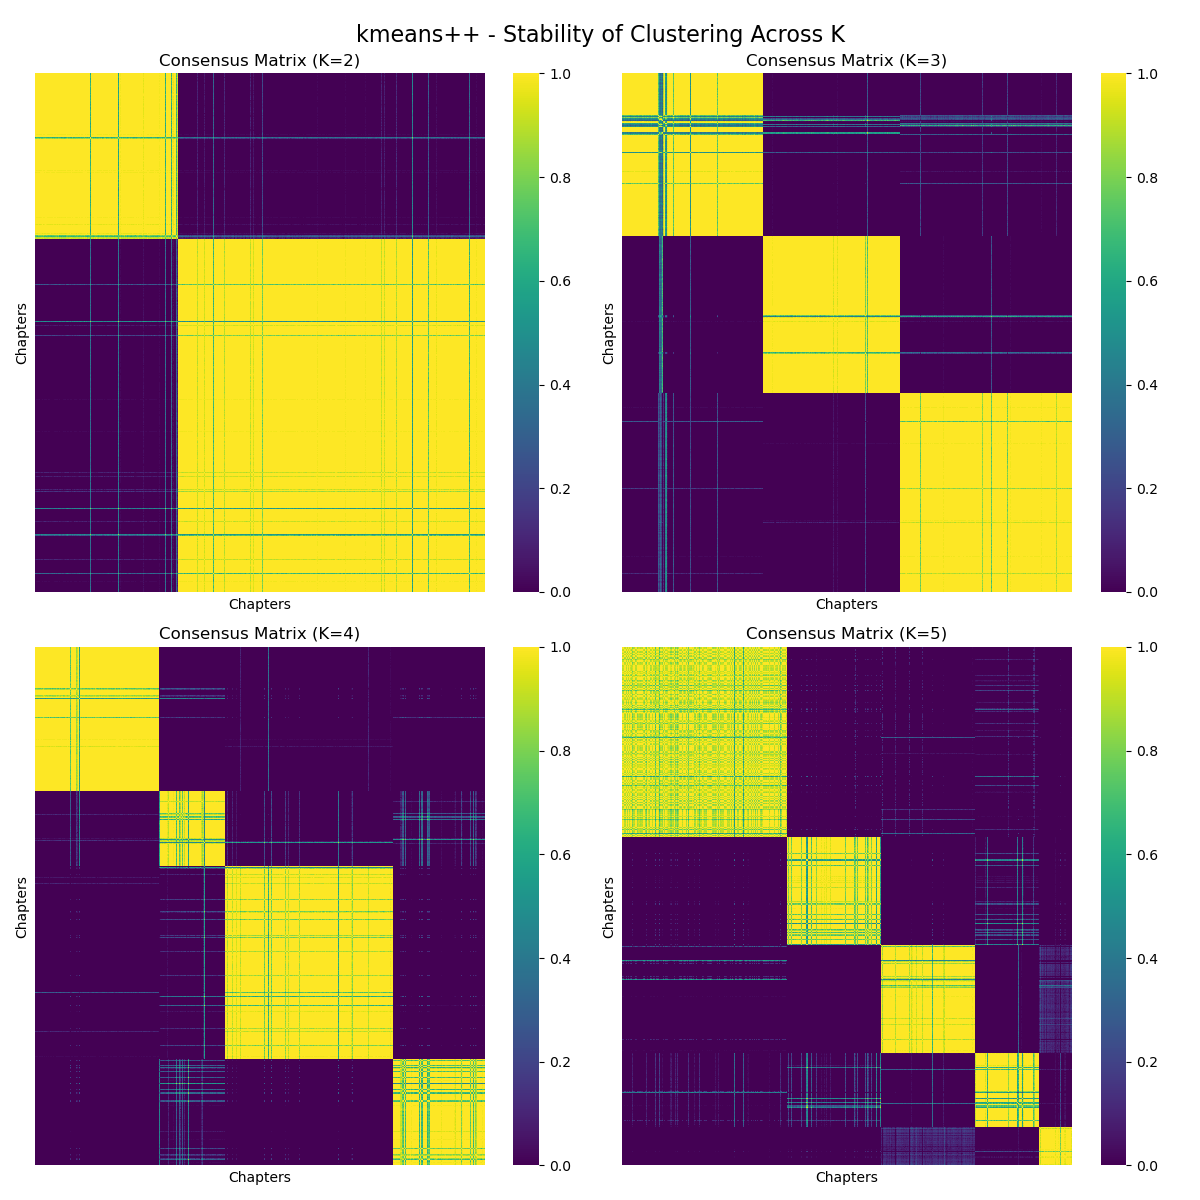 kmeans++ - Stability of Clustering Across K
Consensus Matrix (K=2)
Chapters
Chapters
1.0
0.8
0.6
0.4
0.2
0.0
Consensus Matrix (K=3)
Chapters
Chapters
1.0
0.8
0.6
0.4
0.2
0.0
Consensus Matrix (K=4)
Chapters
Chapters
1.0
0.8
0.6
0.4
0.2
0.0
Consensus Matrix (K=5)
Chapters
Chapters
1.0
0.8
0.6
0.4
0.2
0.0